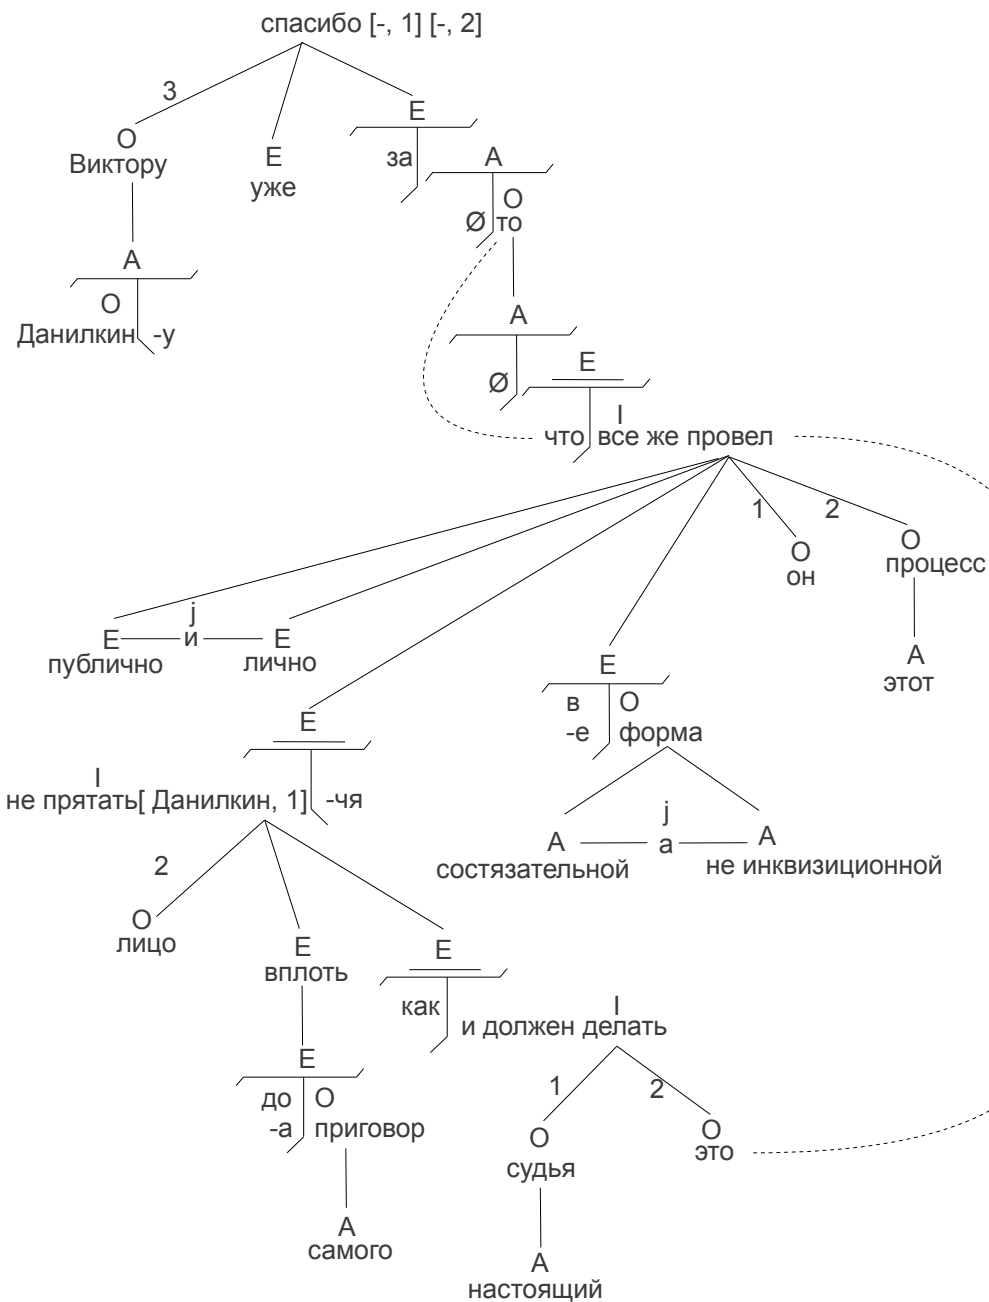 спасибо [-, 1] [-, 2]
3
O
Виктору
E
уже
E
за
A
O
Ø то
A
O
Данилкин -у
A
Ø
E
I
что все же провел
1
2
O
он
O
процесс
A
этот
E j и E
публично лично
E
в O
-е форма
E
I
не прятать[ Данилкин, 1] -чя
j
A а A
состязательной не инквизиционной
2
O
лицо
E
вплоть
E
как
I
и должен делать
E
до O
-а приговор
A
самого
1
2
O
судья
O
это
A
настоящий